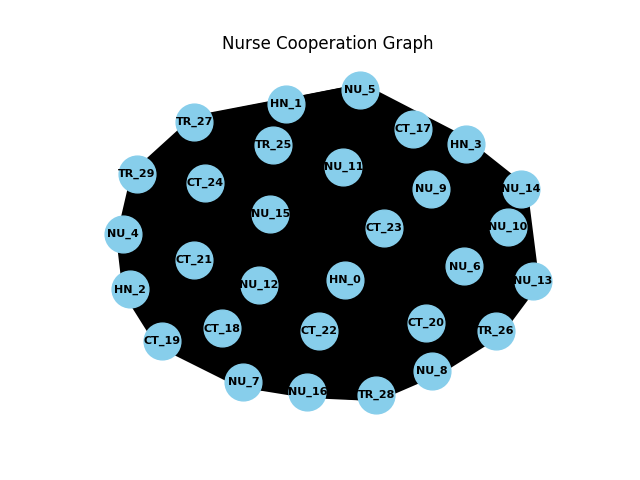 Nurse Cooperation Graph
NU_5
HN_1
TR_27
CT_17
HN_3
TR_25
NU_11
TR_29
CT_24
NU_9
NU_14
NU_15
CT_23
NU_10
NU_4
CT_21
NU_6
HN_0
NU_13
NU_12
HN_2
CT_20
CT_18
CT_22
TR_26
CT_19
NU_8
NU_7
NU_16
TR_28